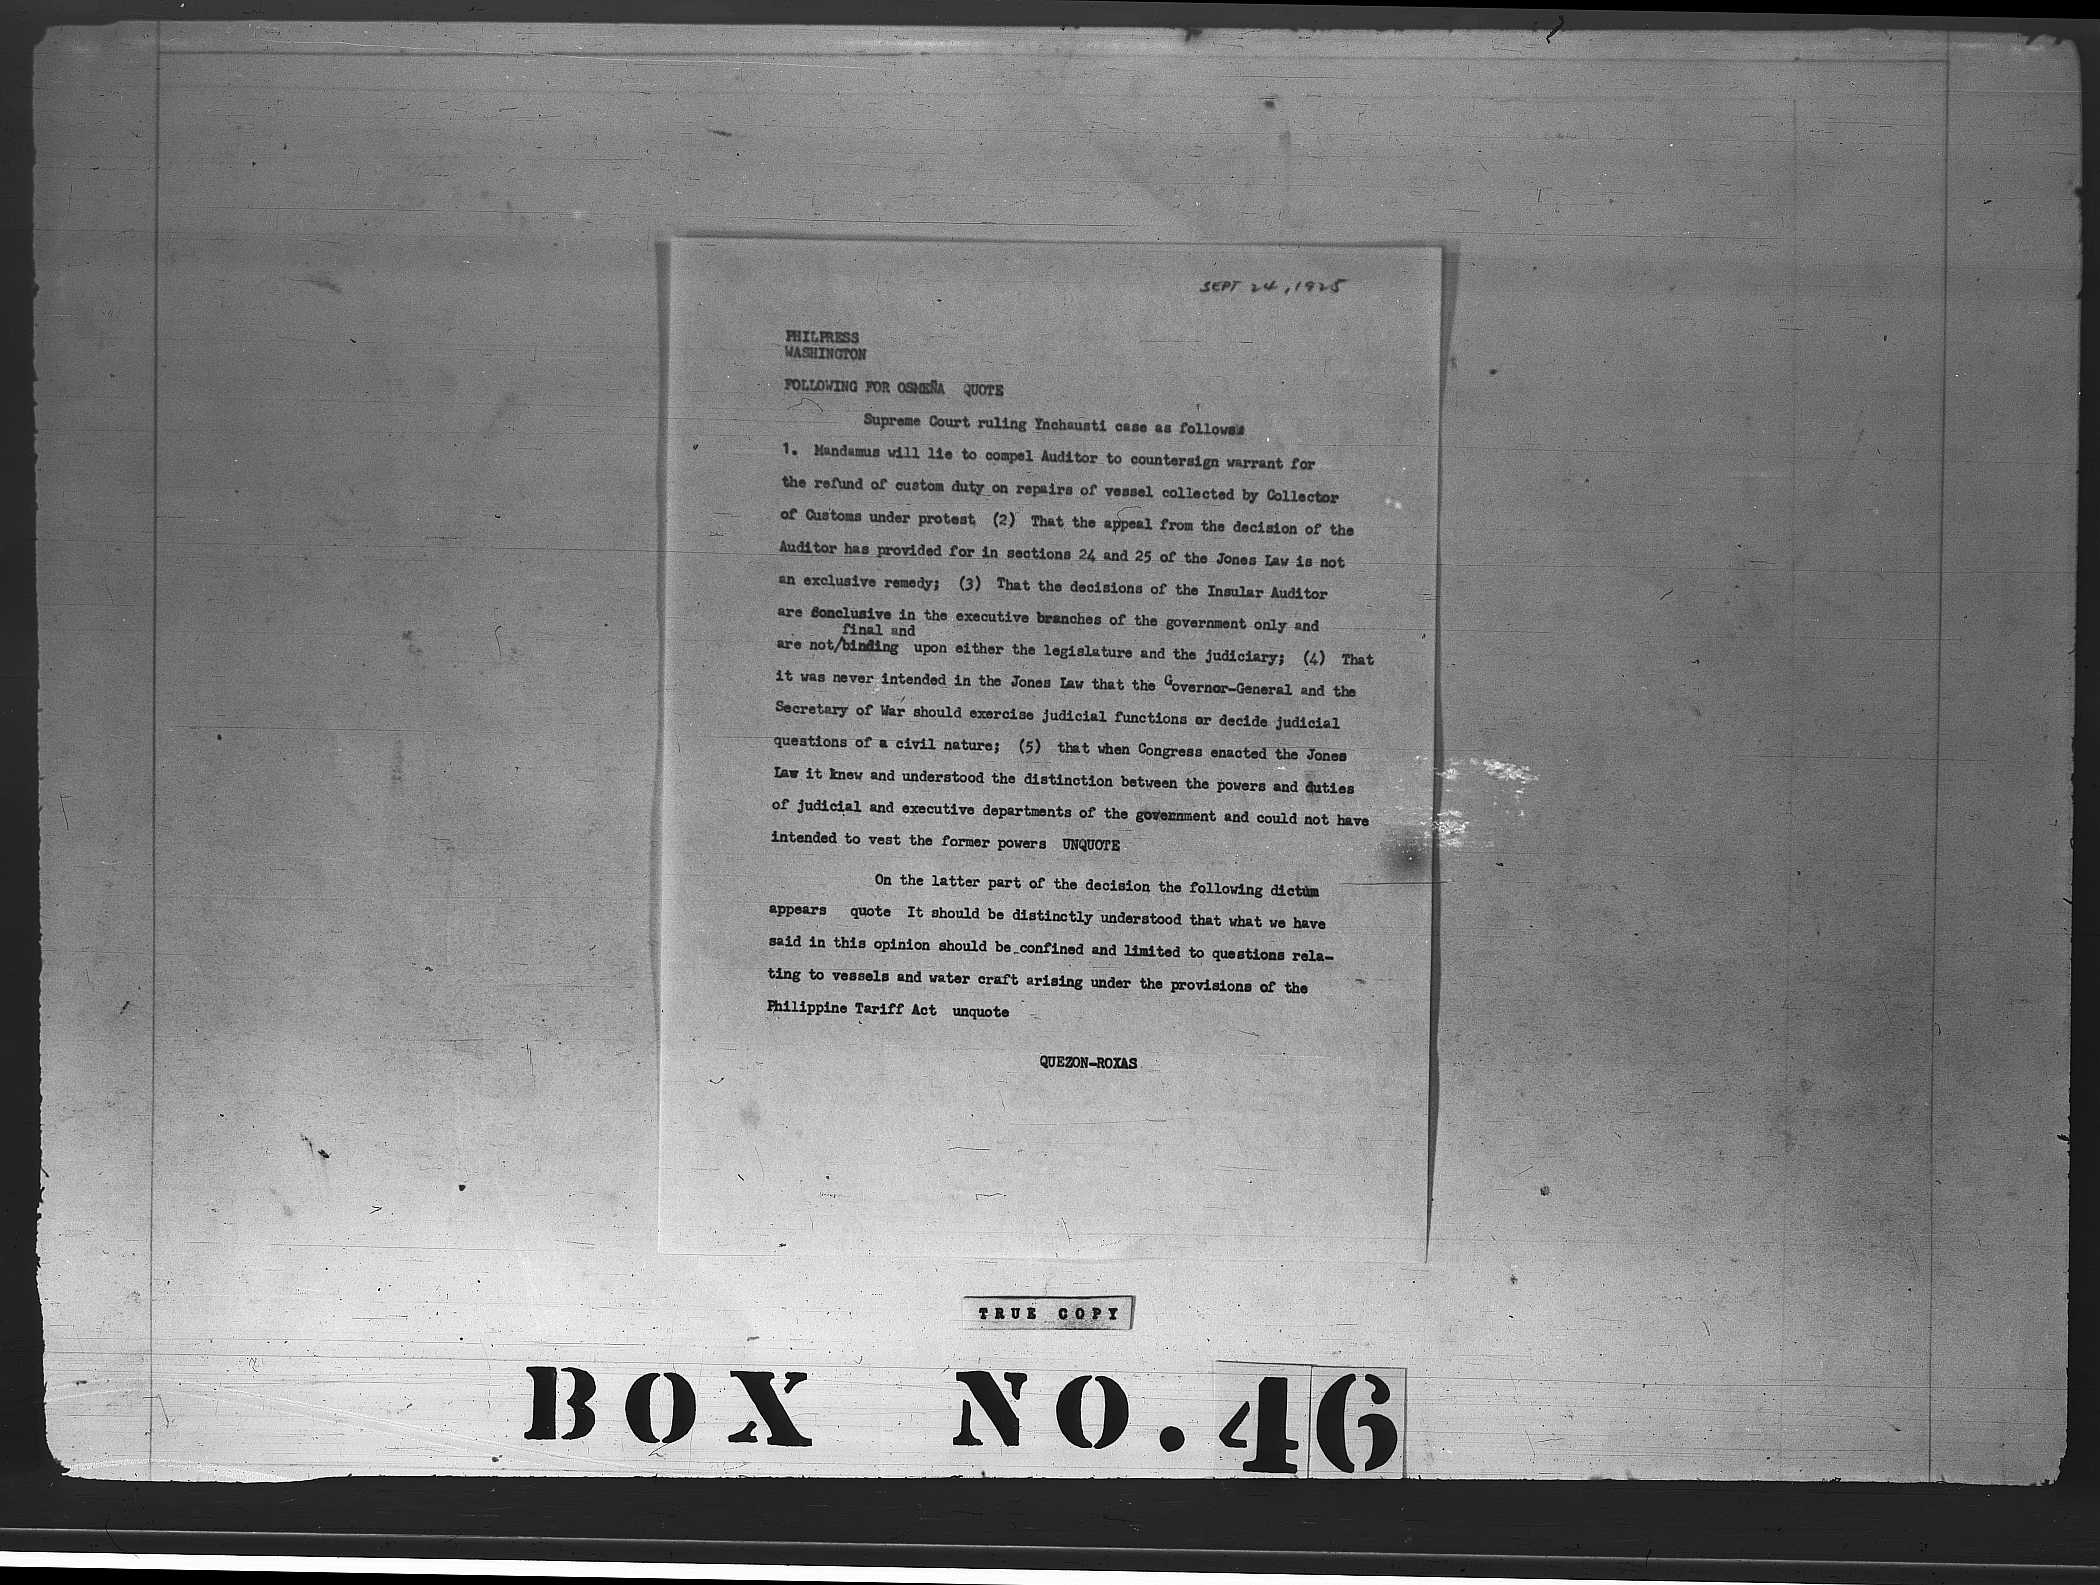 SEPT 24, 1925
PHILPRESS
WASHINGTON
FOLLOWING FOR OSMEÑA QUOTE
Supreme Court ruling Ynchausti case as follows:
1. Mandamus will lie to compel Auditor to countersign warrant for
the refund of custom duty on repairs of vessel collected by Collector
of Customs under protest (2) That the appeal from the decision of the
Auditor has provided for in sections 24 and 25 of the Jones Law is not
an exclusive remedy; (3) That the decisions of the Insular Auditor
are conclusive in the executive branches of the government only and
final and
are not/binding upon either the legislature and the judiciary; (4) That
it was never intended in the Jones Law that the Governor-General and the
Secretary of War should exercise judicial functions or decide judicial
questions of a civil nature; (5) that when Congress enacted the Jones
Law it knew and understood the distinction between the powers and duties
of judicial and executive departments of the government and could not have
intended to vest the former powers UNQUOTE
On the latter part of the decision the following dictum
appears quote It should be distinctly understood that what we have
said in this opinion should be confined and limited to questions rela-
ting to vessels and water craft arising under the provisions of the
Philippine Tariff Act unquote
QUEZON-ROXAS
TRUE COPY
BOX NO. 46